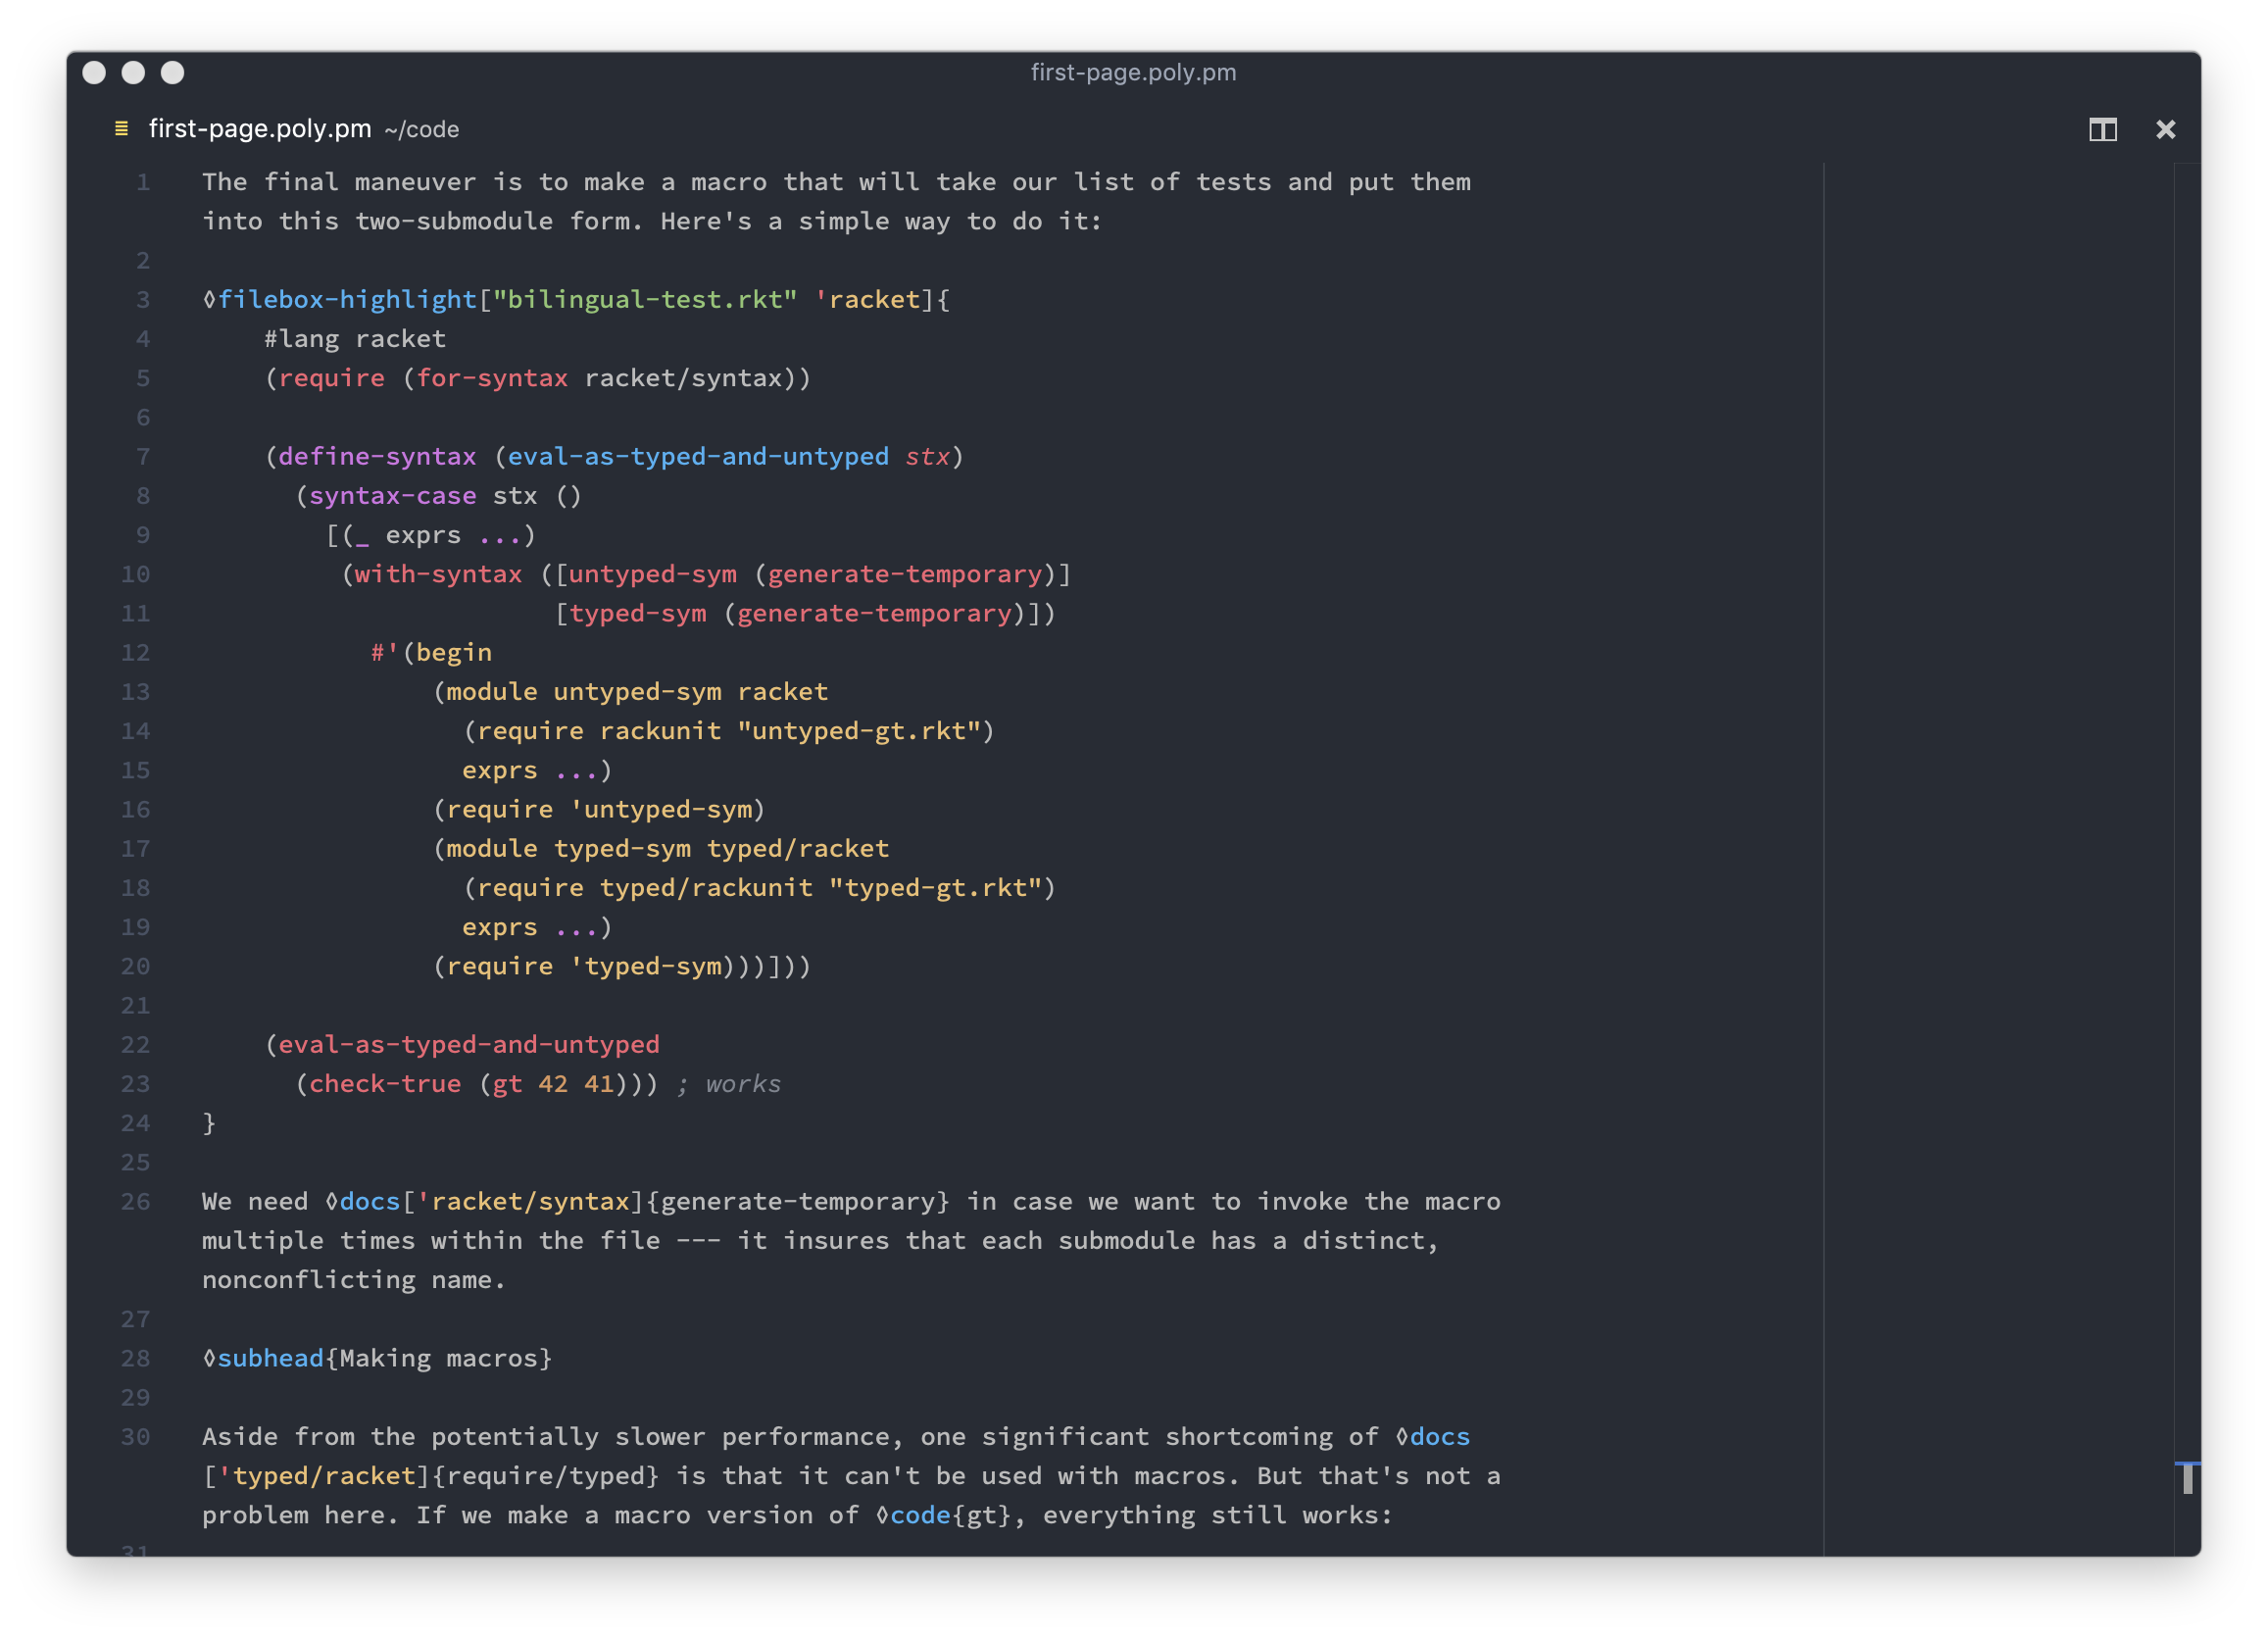 first-page.poly.pm
first-page.poly.pm ~/code
1 The final maneuver is to make a macro that will take our list of tests and put them
into this two-submodule form. Here's a simple way to do it:
2
3 ◊filebox-highlight["bilingual-test.rkt" 'racket]{
4     #lang racket
5     (require (for-syntax racket/syntax))
6
7     (define-syntax (eval-as-typed-and-untyped stx)
8       (syntax-case stx ()
9         [(_ exprs ...)
10          (with-syntax ([untyped-sym (generate-temporary)]
11                        [typed-sym (generate-temporary)])
12            #'(begin
13                (module untyped-sym racket
14                  (require rackunit "untyped-gt.rkt")
15                  exprs ...)
16                (require 'untyped-sym)
17                (module typed-sym typed/racket
18                  (require typed/rackunit "typed-gt.rkt")
19                  exprs ...)
20                (require 'typed-sym)))]))
21
22     (eval-as-typed-and-untyped
23       (check-true (gt 42 41))) ; works
24 }
25
26 We need ◊docs['racket/syntax]{generate-temporary} in case we want to invoke the macro
multiple times within the file --- it insures that each submodule has a distinct,
nonconflicting name.
27
28 ◊subhead{Making macros}
29
30 Aside from the potentially slower performance, one significant shortcoming of ◊docs
['typed/racket]{require/typed} is that it can't be used with macros. But that's not a
problem here. If we make a macro version of ◊code{gt}, everything still works:
31